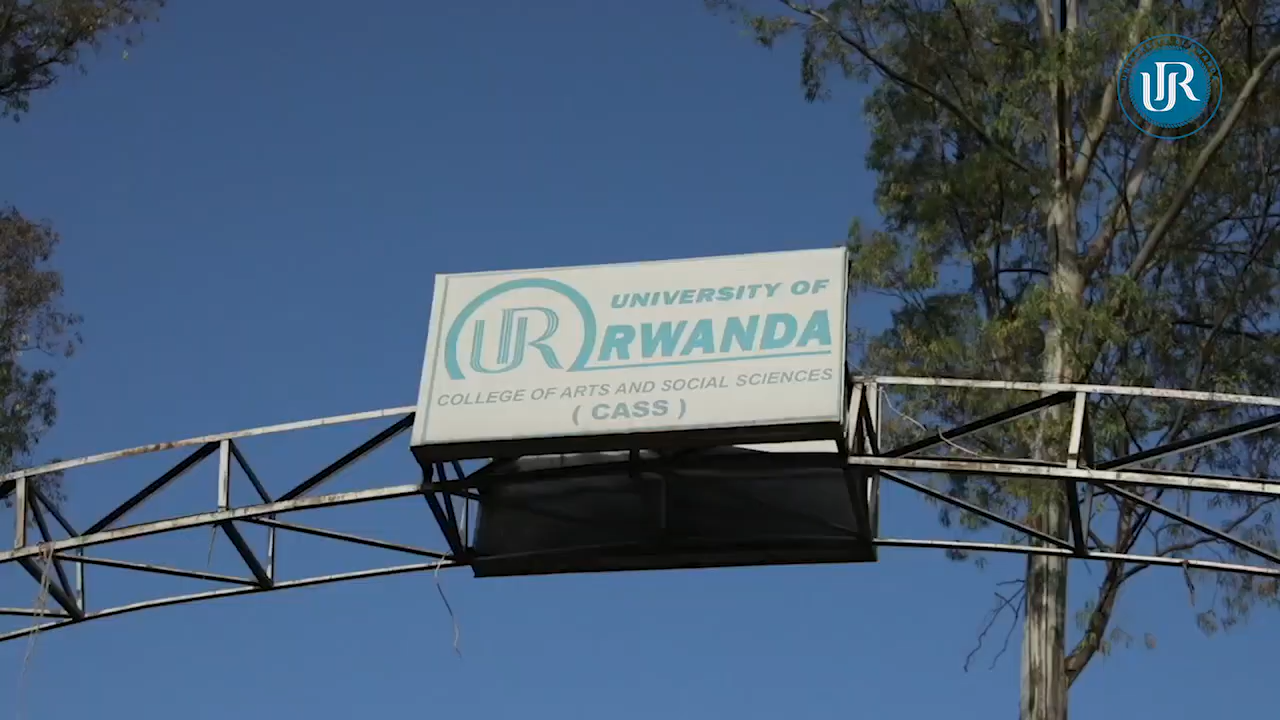 UR
UR
UNIVERSITY OF
RWANDA
COLLEGE OF ARTS AND SOCIAL SCIENCES
( CASS )